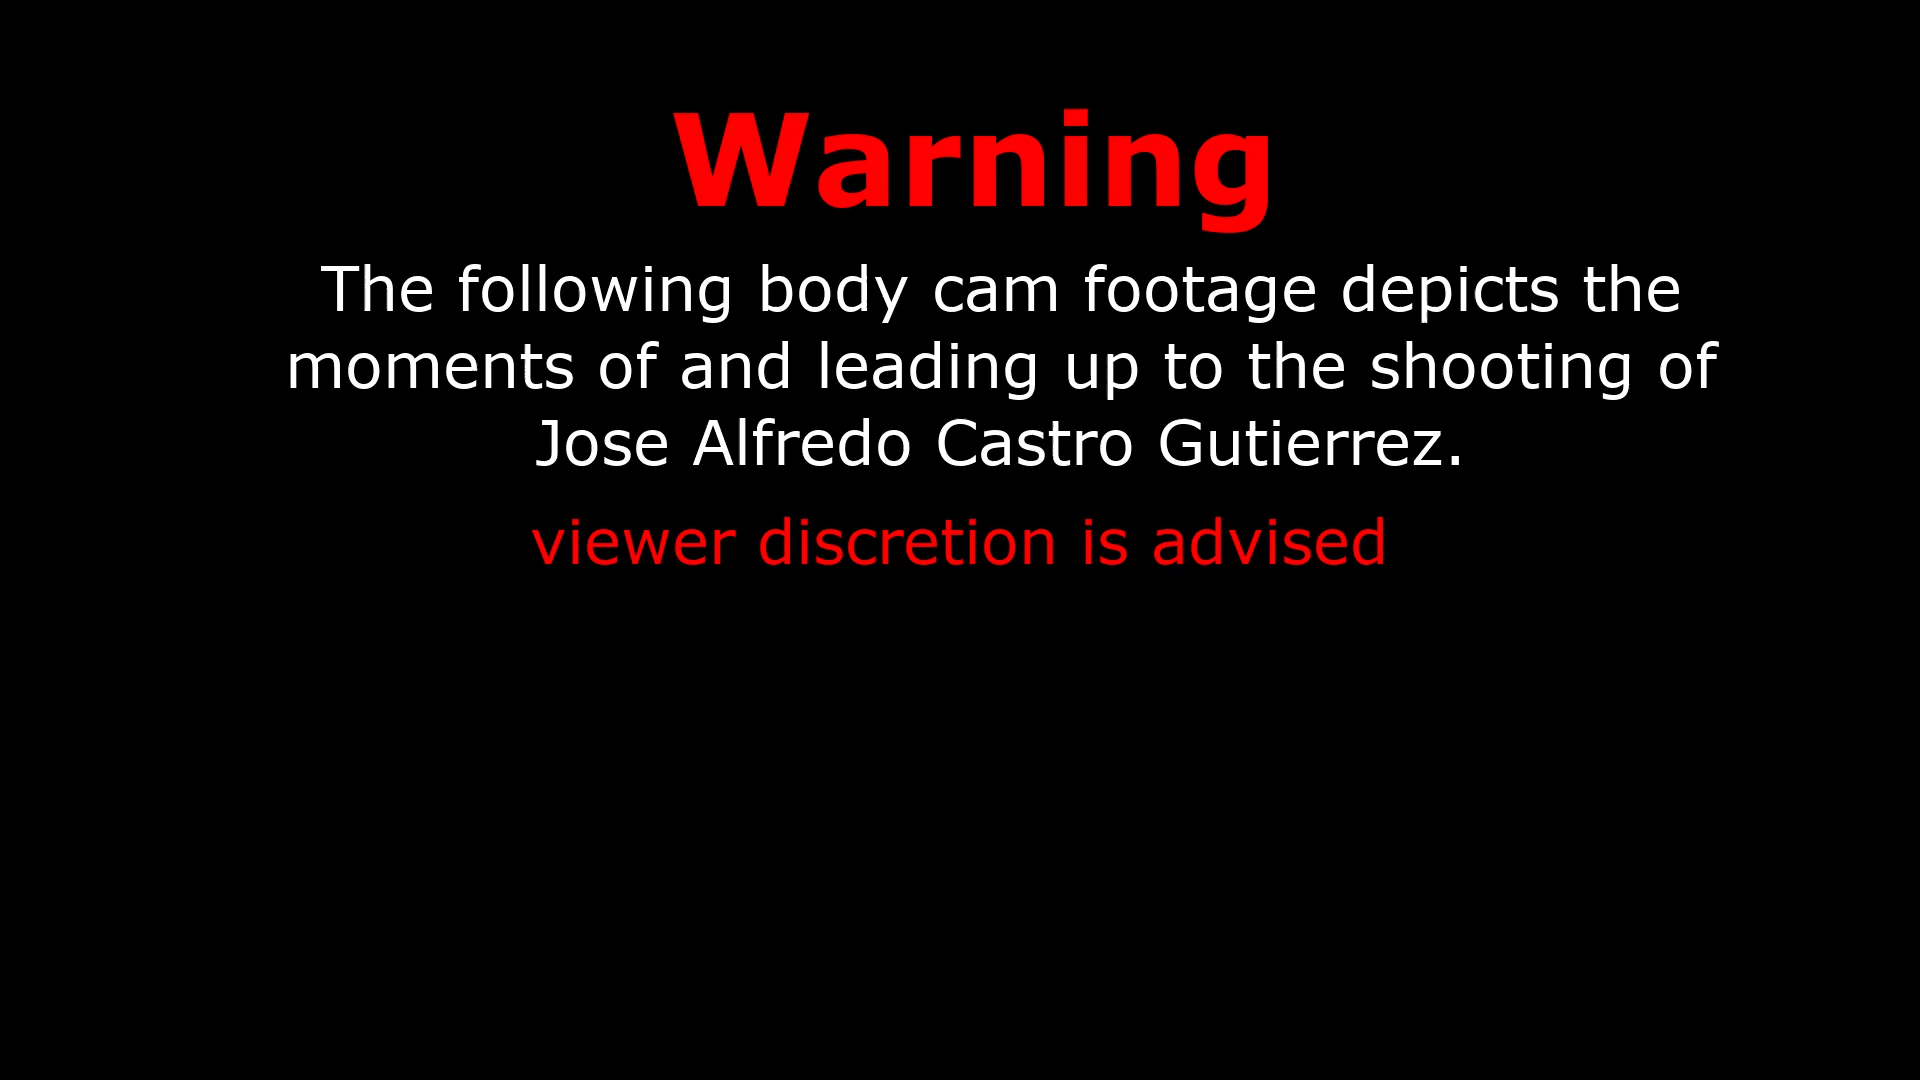 Warning
The following body cam footage depicts the
moments of and leading up to the shooting of
Jose Alfredo Castro Gutierrez.
viewer discretion is advised